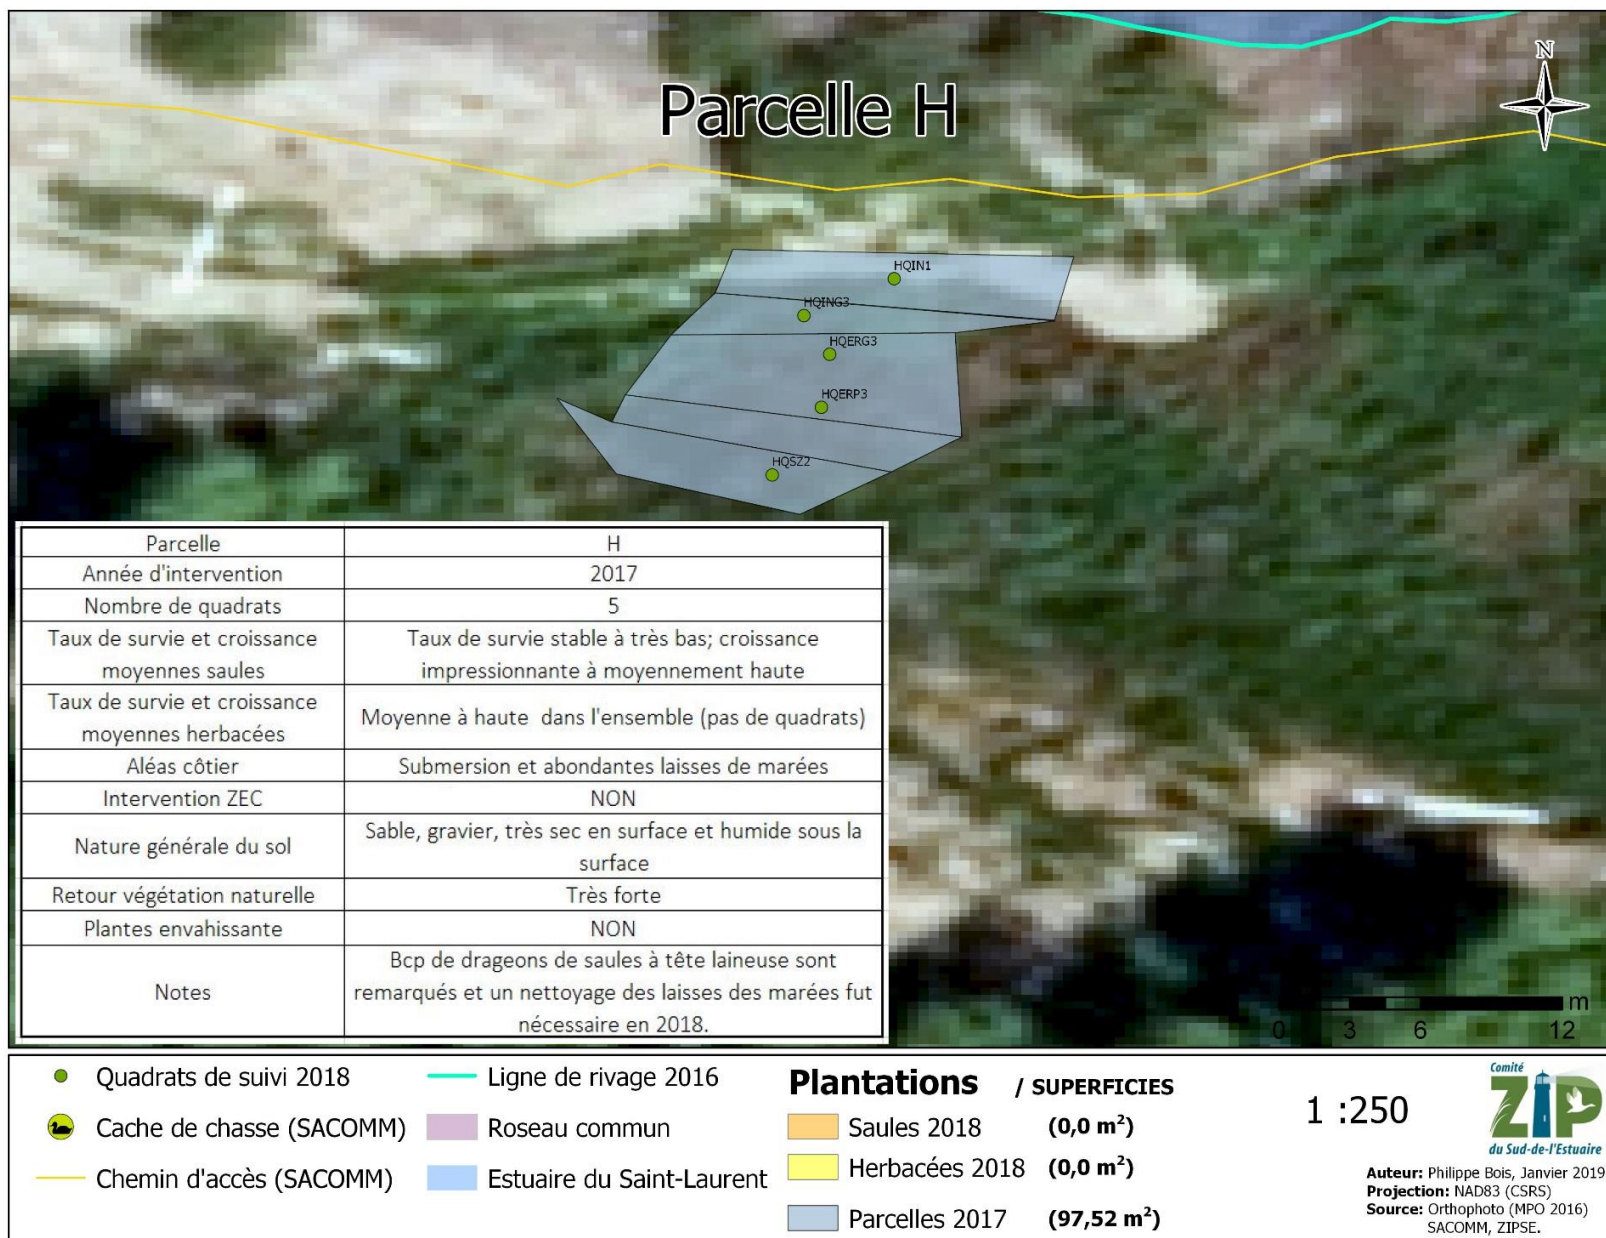 N
Parcelle H
HQIN1
HQING3
HQERG3
HQERP3
HQSZ2
Parcelle H
Année d'intervention 2017
Nombre de quadrats 5
Taux de survie et croissance
moyennes saules
Taux de survie stable à très bas; croissance
impressionnante à moyennement haute
Taux de survie et croissance
moyennes herbacées
Moyenne à haute dans l'ensemble (pas de quadrats)
Aléas côtier Submersion et abondantes laisses de marées
Intervention ZEC NON
Nature générale du sol
Sable, gravier, très sec en surface et humide sous la
surface
Retour végétation naturelle Très forte
Plantes envahissante NON
Notes
Bcp de drageons de saules à tête laineuse sont
remarqués et un nettoyage des laisses des marées fut
nécessaire en 2018.
m
0 3 6 12
Quadrats de suivi 2018
Cache de chasse (SACOMM)
Chemin d'accès (SACOMM)
Ligne de rivage 2016
Roseau commun
Estuaire du Saint-Laurent
Plantations / SUPERFICIES
Saules 2018 (0,0 m²)
Herbacées 2018 (0,0 m²)
Parcelles 2017 (97,52 m²)
1 :250
Comité
ZIP
du Sud-de-l'Estuaire
Auteur: Philippe Bois, Janvier 2019
Projection: NAD83 (CSRS)
Source: Orthophoto (MPO 2016)
SACOMM, ZIPSE.